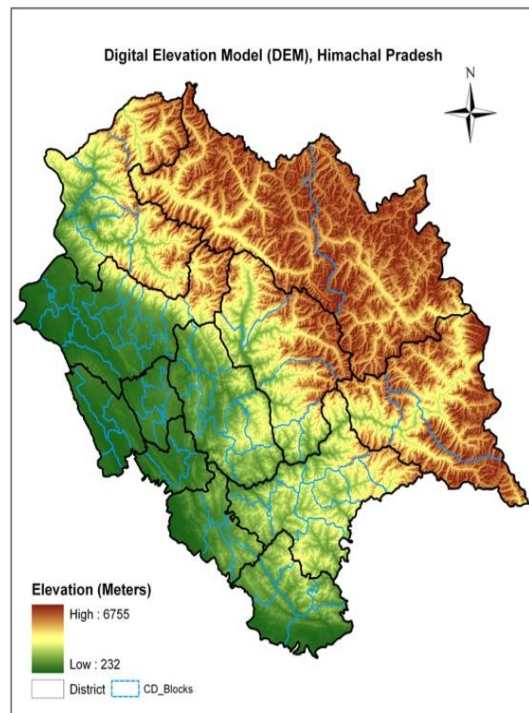 Digital Elevation Model (DEM), Himachal Pradesh
N
Elevation (Meters)
High : 6755
Low : 232
District
CD_Blocks